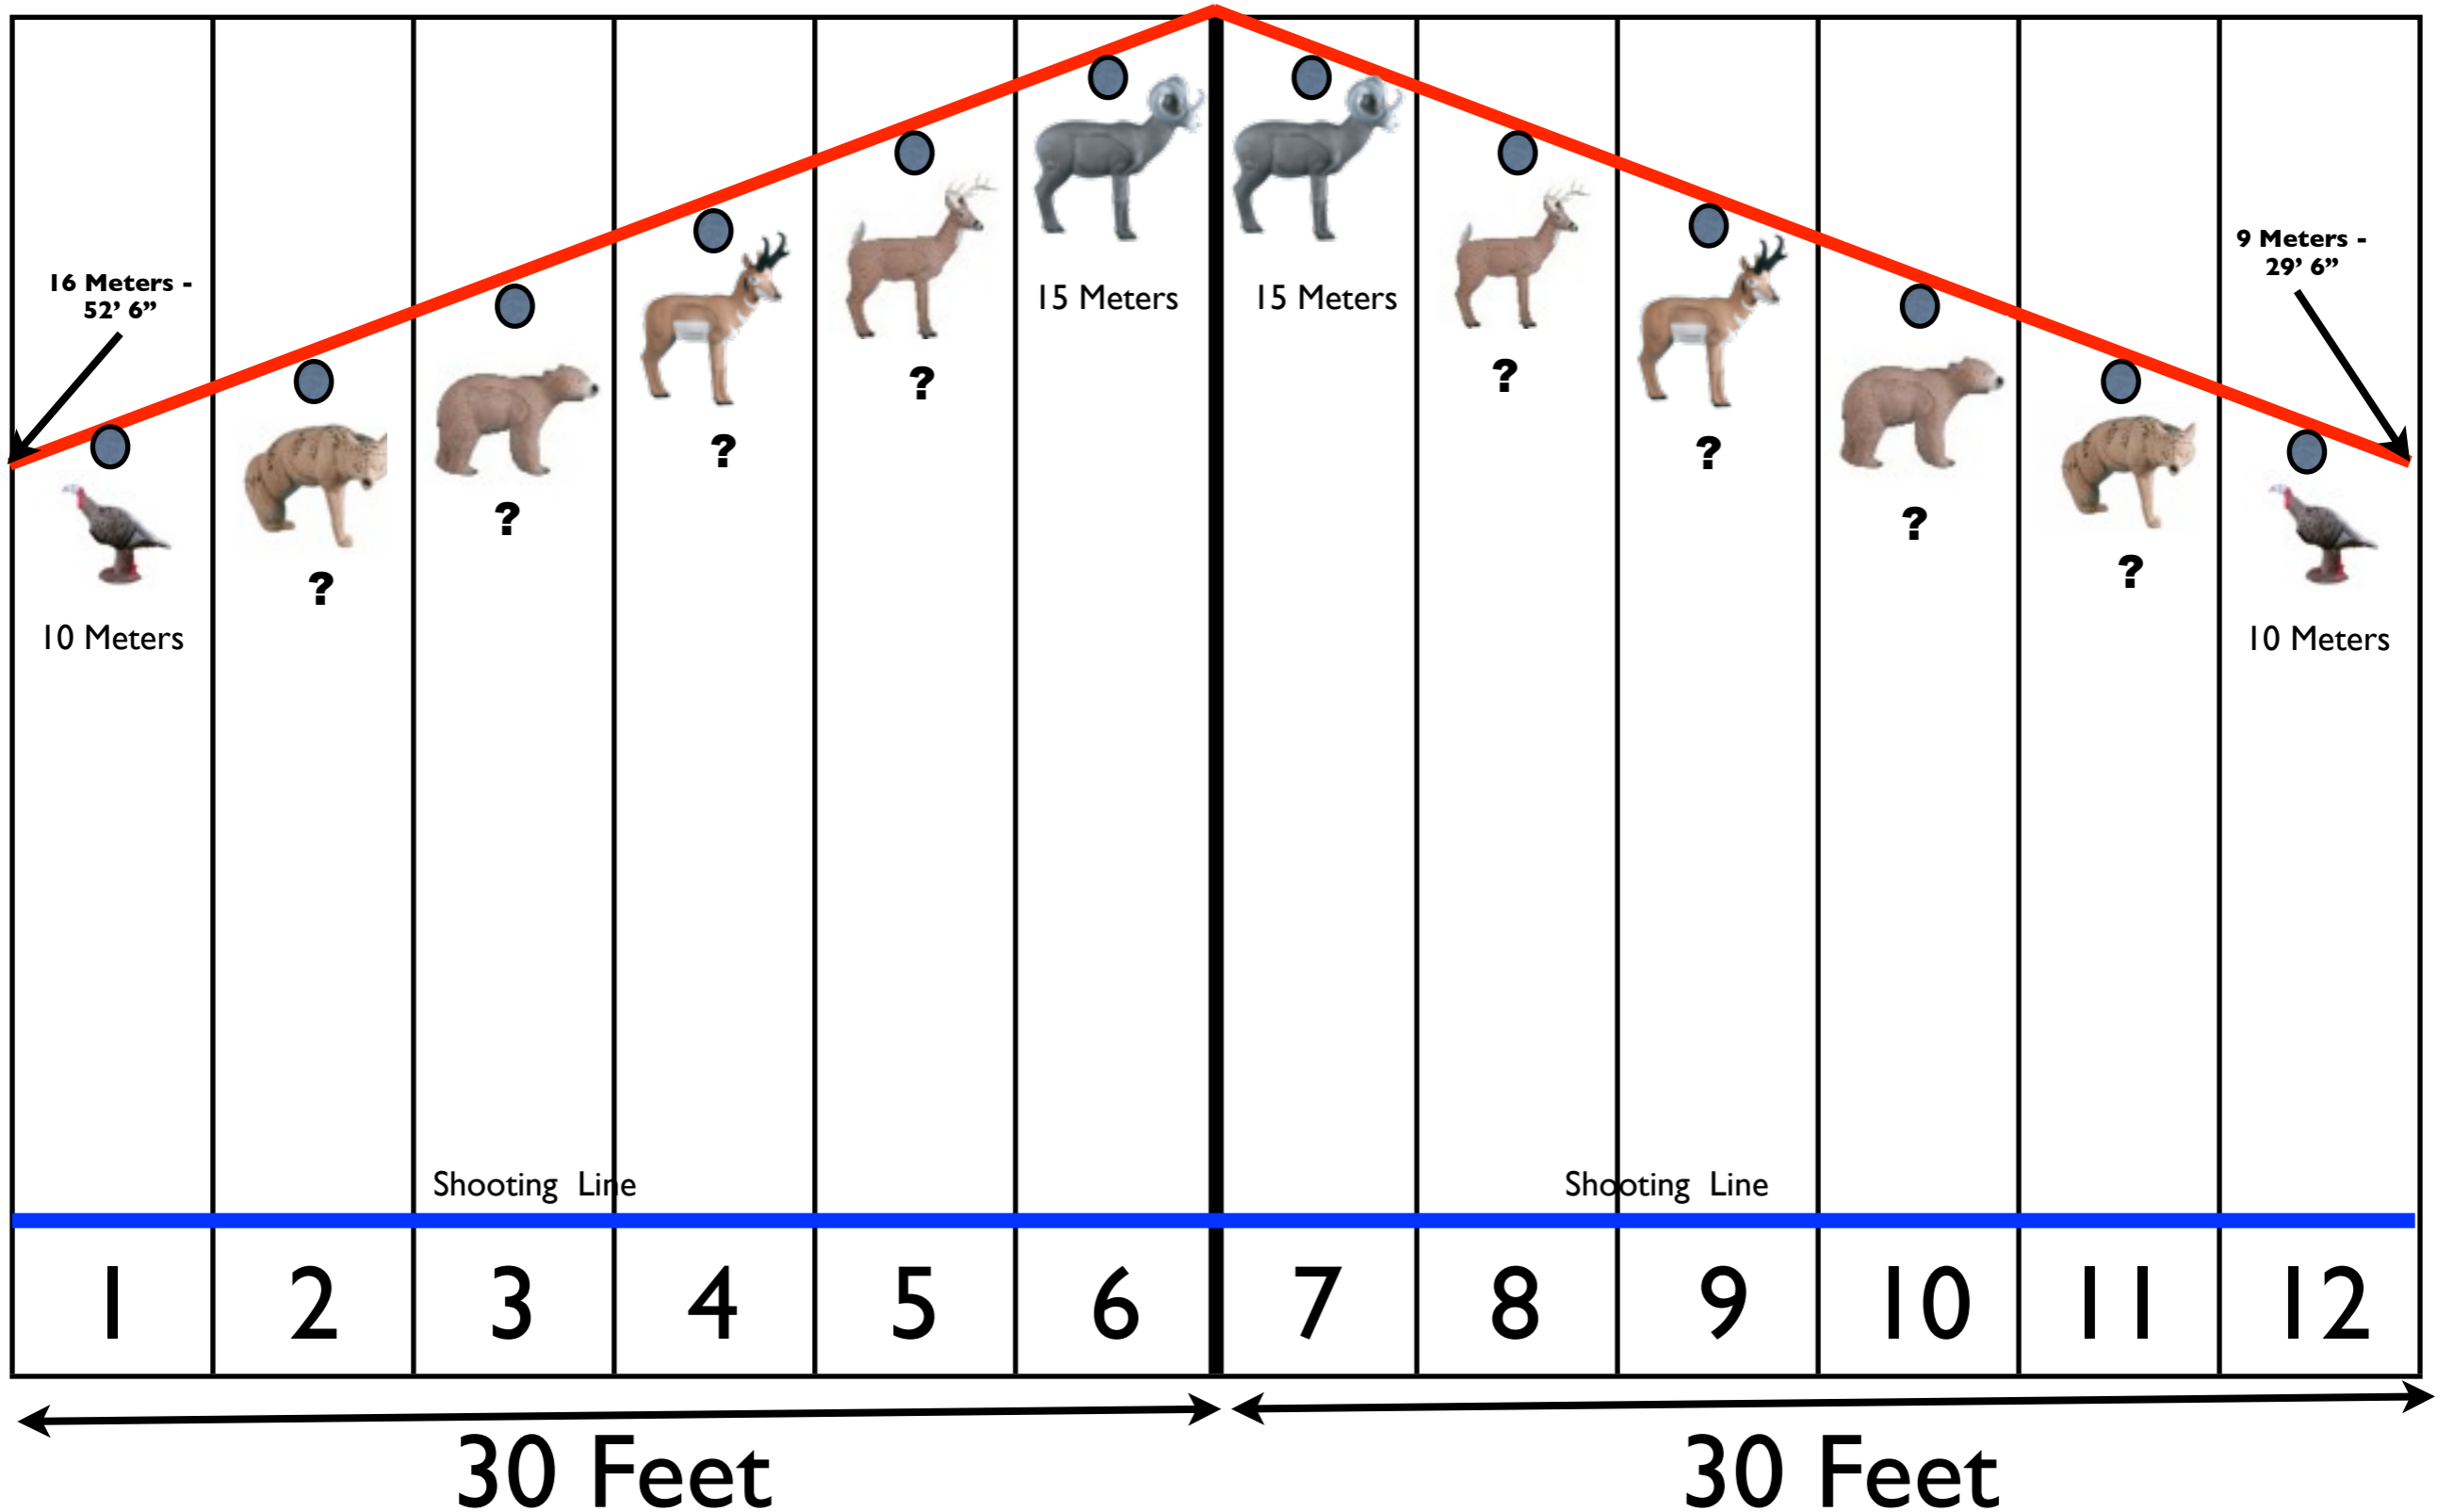 16 Meters -
52’ 6”
9 Meters -
29’ 6”
15 Meters
15 Meters
?
?
?
?
?
?
?
?
10 Meters
10 Meters
Shooting Line
Shooting Line
1 2 3 4 5 6 7 8 9 10 11 12
30 Feet
30 Feet